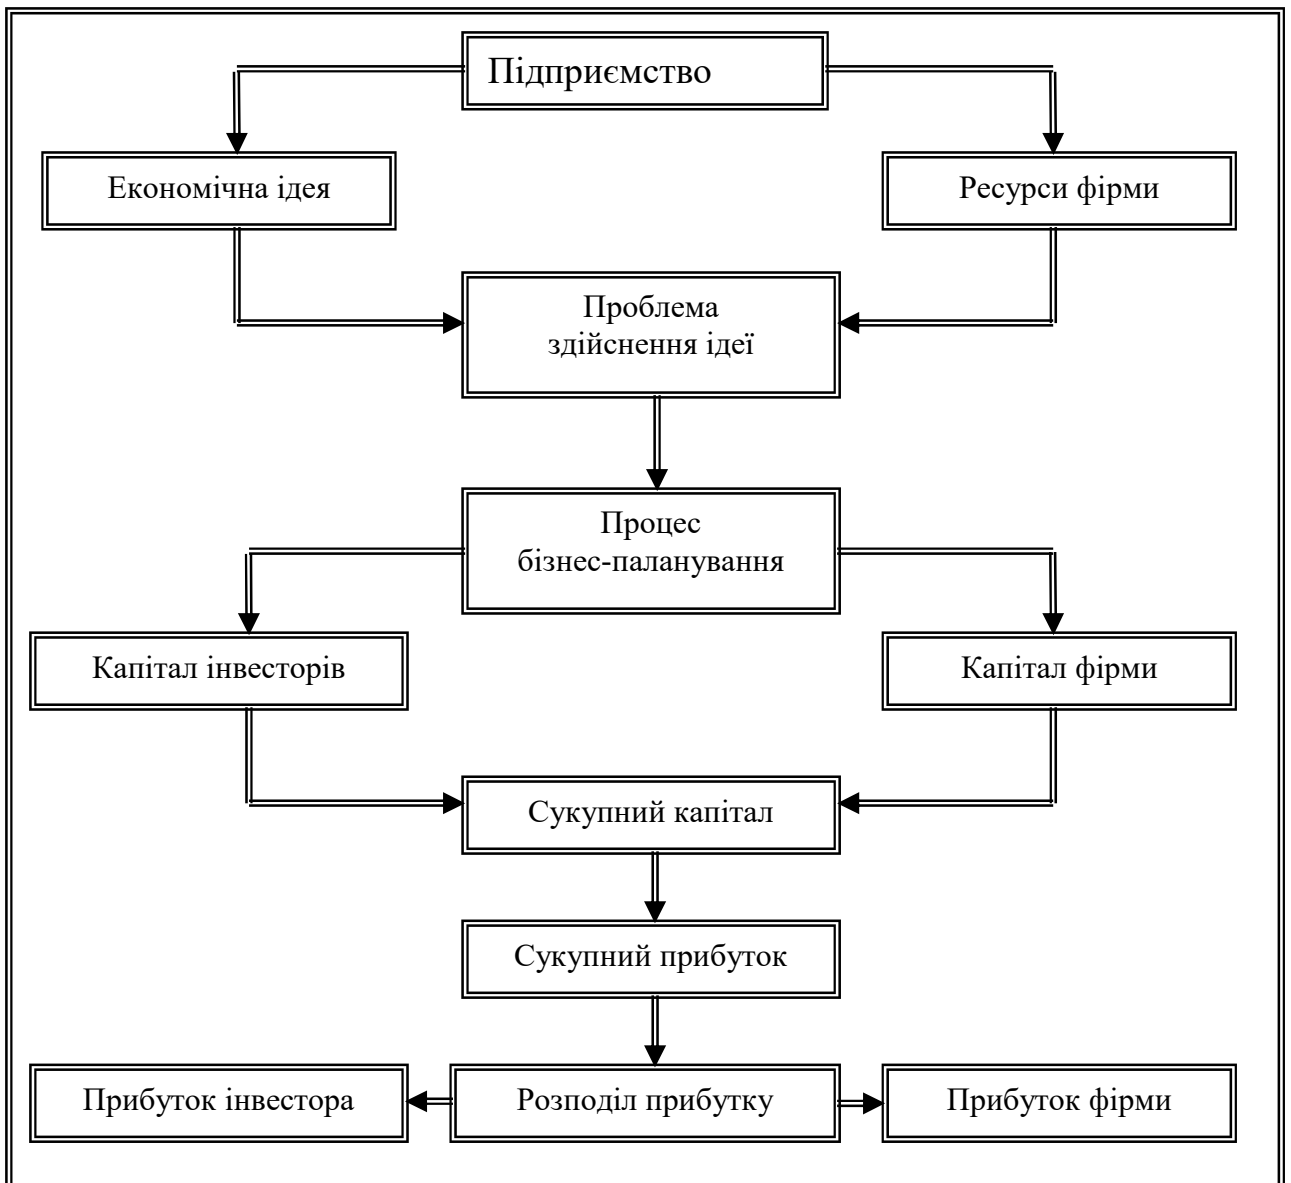 Підприємство
Економічна ідея
Ресурси фірми
Проблема
здійснення ідеї
Процес
бізнес-паланування
Капітал інвесторів
Капітал фірми
Сукупний капітал
Сукупний прибуток
Прибуток інвестора
Розподіл прибутку
Прибуток фірми